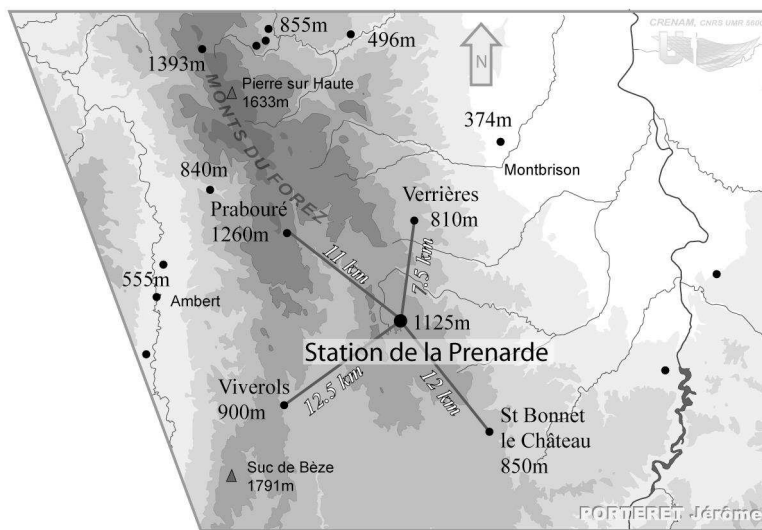 855m
496m
CRENAM, CNRS UMR 5600
1393m
N
Pierre sur Haute
1633m
MONTS DU FOREZ
374m
Montbrison
840m
Verrières
810m
Prabouré
1260m
11 km
7.5 km
555m
Ambert
1125m
Station de la Prenarde
12.5 km
12 km
Viverols
900m
St Bonnet
le Château
850m
Suc de Bèze
1791m
PORTERET Jérôme